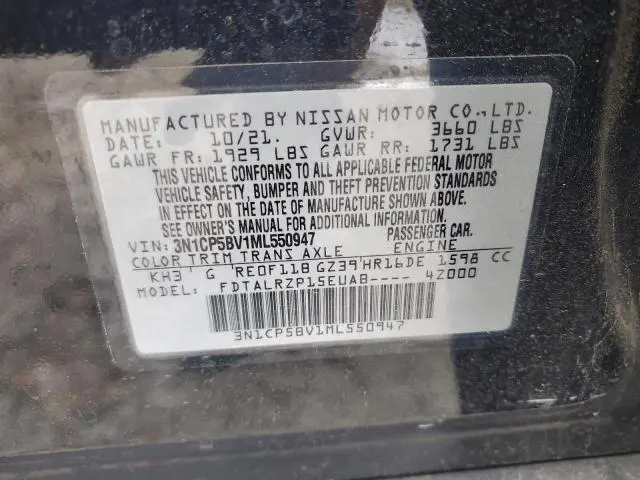 MANUFACTURED BY NISSAN MOTOR CO., LTD.
DATE: 10/21. GVWR: 3660 LBS
GAWR FR: 1929 LBS GAWR RR: 1731 LBS
THIS VEHICLE CONFORMS TO ALL APPLICABLE FEDERAL MOTOR
VEHICLE SAFETY, BUMPER AND THEFT PREVENTION STANDARDS
IN EFFECT ON THE DATE OF MANUFACTURE SHOWN ABOVE.
SEE OWNER'S MANUAL FOR ADDITIONAL INFORMATION.
VIN: 3N1CP5BV1ML550947 PASSENGER CAR.
COLOR TRIM TRANS AXLE ENGINE
KH3 G RE0F11B GZ39 HR16DE 1598 CC
FDTALRZP15EUAB---- 4Z000
3N1CP5BV1ML550947